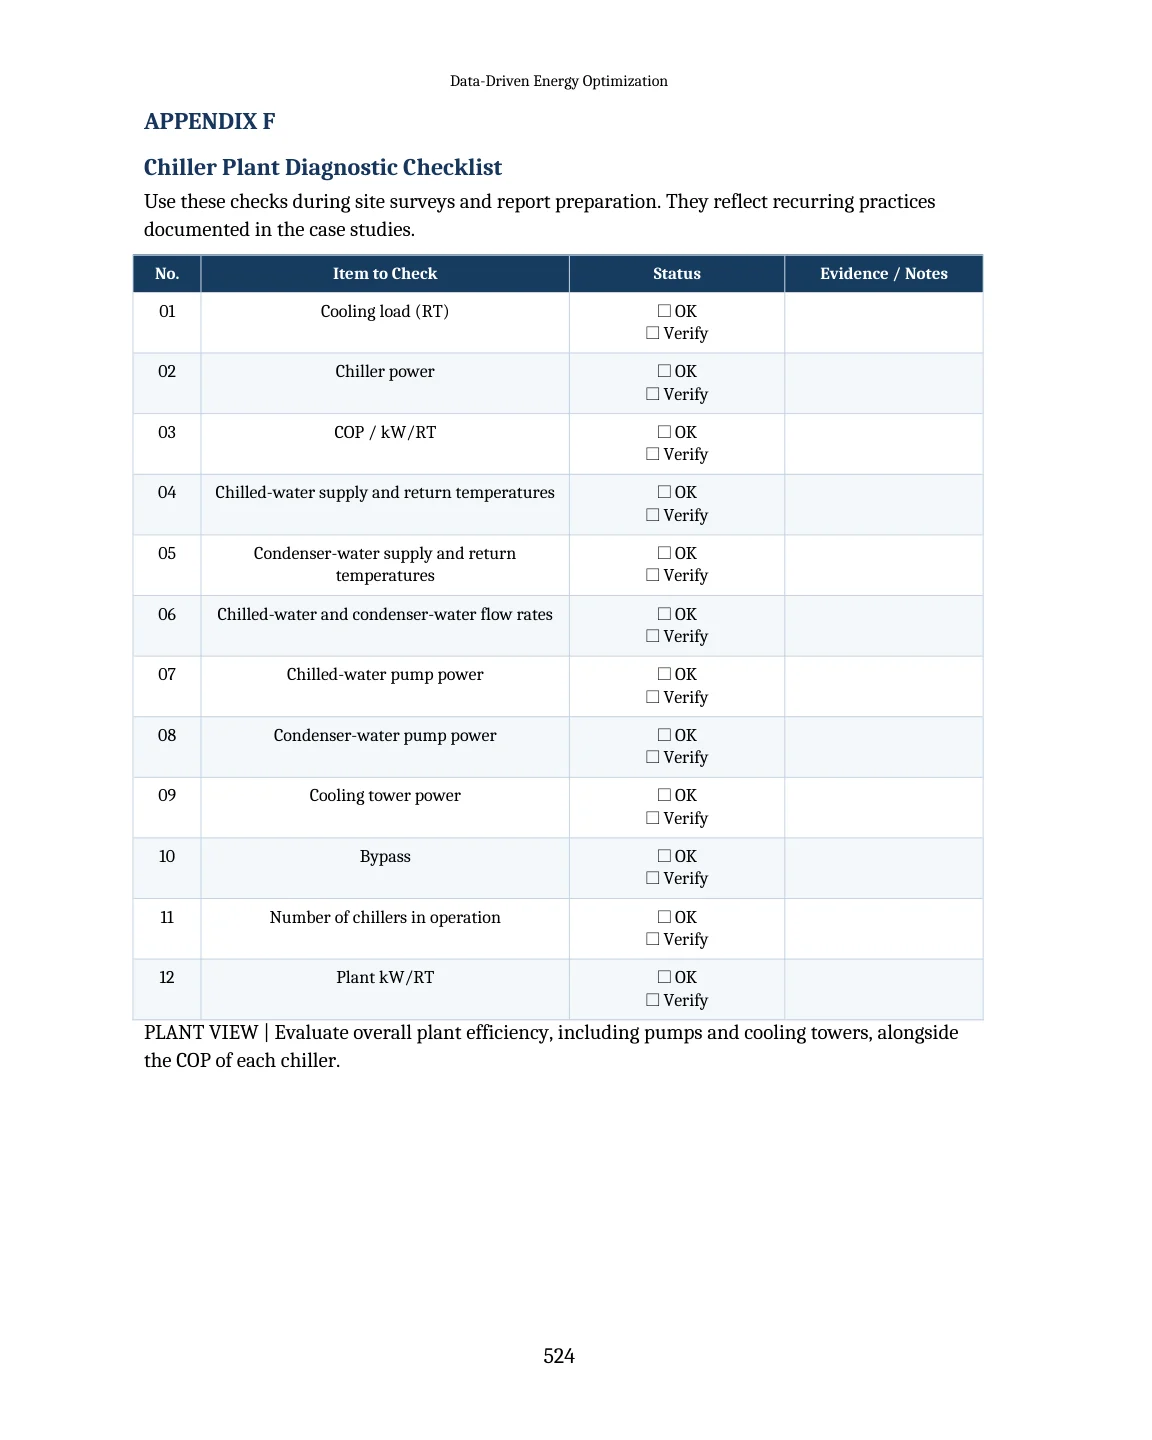 Data-Driven Energy Optimization
APPENDIX F
Chiller Plant Diagnostic Checklist
Use these checks during site surveys and report preparation. They reflect recurring practices
documented in the case studies.
No. Item to Check Status Evidence / Notes
01 Cooling load (RT) ☐ OK
☐ Verify
02 Chiller power ☐ OK
☐ Verify
03 COP / kW/RT ☐ OK
☐ Verify
04 Chilled-water supply and return temperatures ☐ OK
☐ Verify
05 Condenser-water supply and return ☐ OK
temperatures ☐ Verify
06 Chilled-water and condenser-water flow rates ☐ OK
☐ Verify
07 Chilled-water pump power ☐ OK
☐ Verify
08 Condenser-water pump power ☐ OK
☐ Verify
09 Cooling tower power ☐ OK
☐ Verify
10 Bypass ☐ OK
☐ Verify
11 Number of chillers in operation ☐ OK
☐ Verify
12 Plant kW/RT ☐ OK
☐ Verify
PLANT VIEW | Evaluate overall plant efficiency, including pumps and cooling towers, alongside
the COP of each chiller.
524